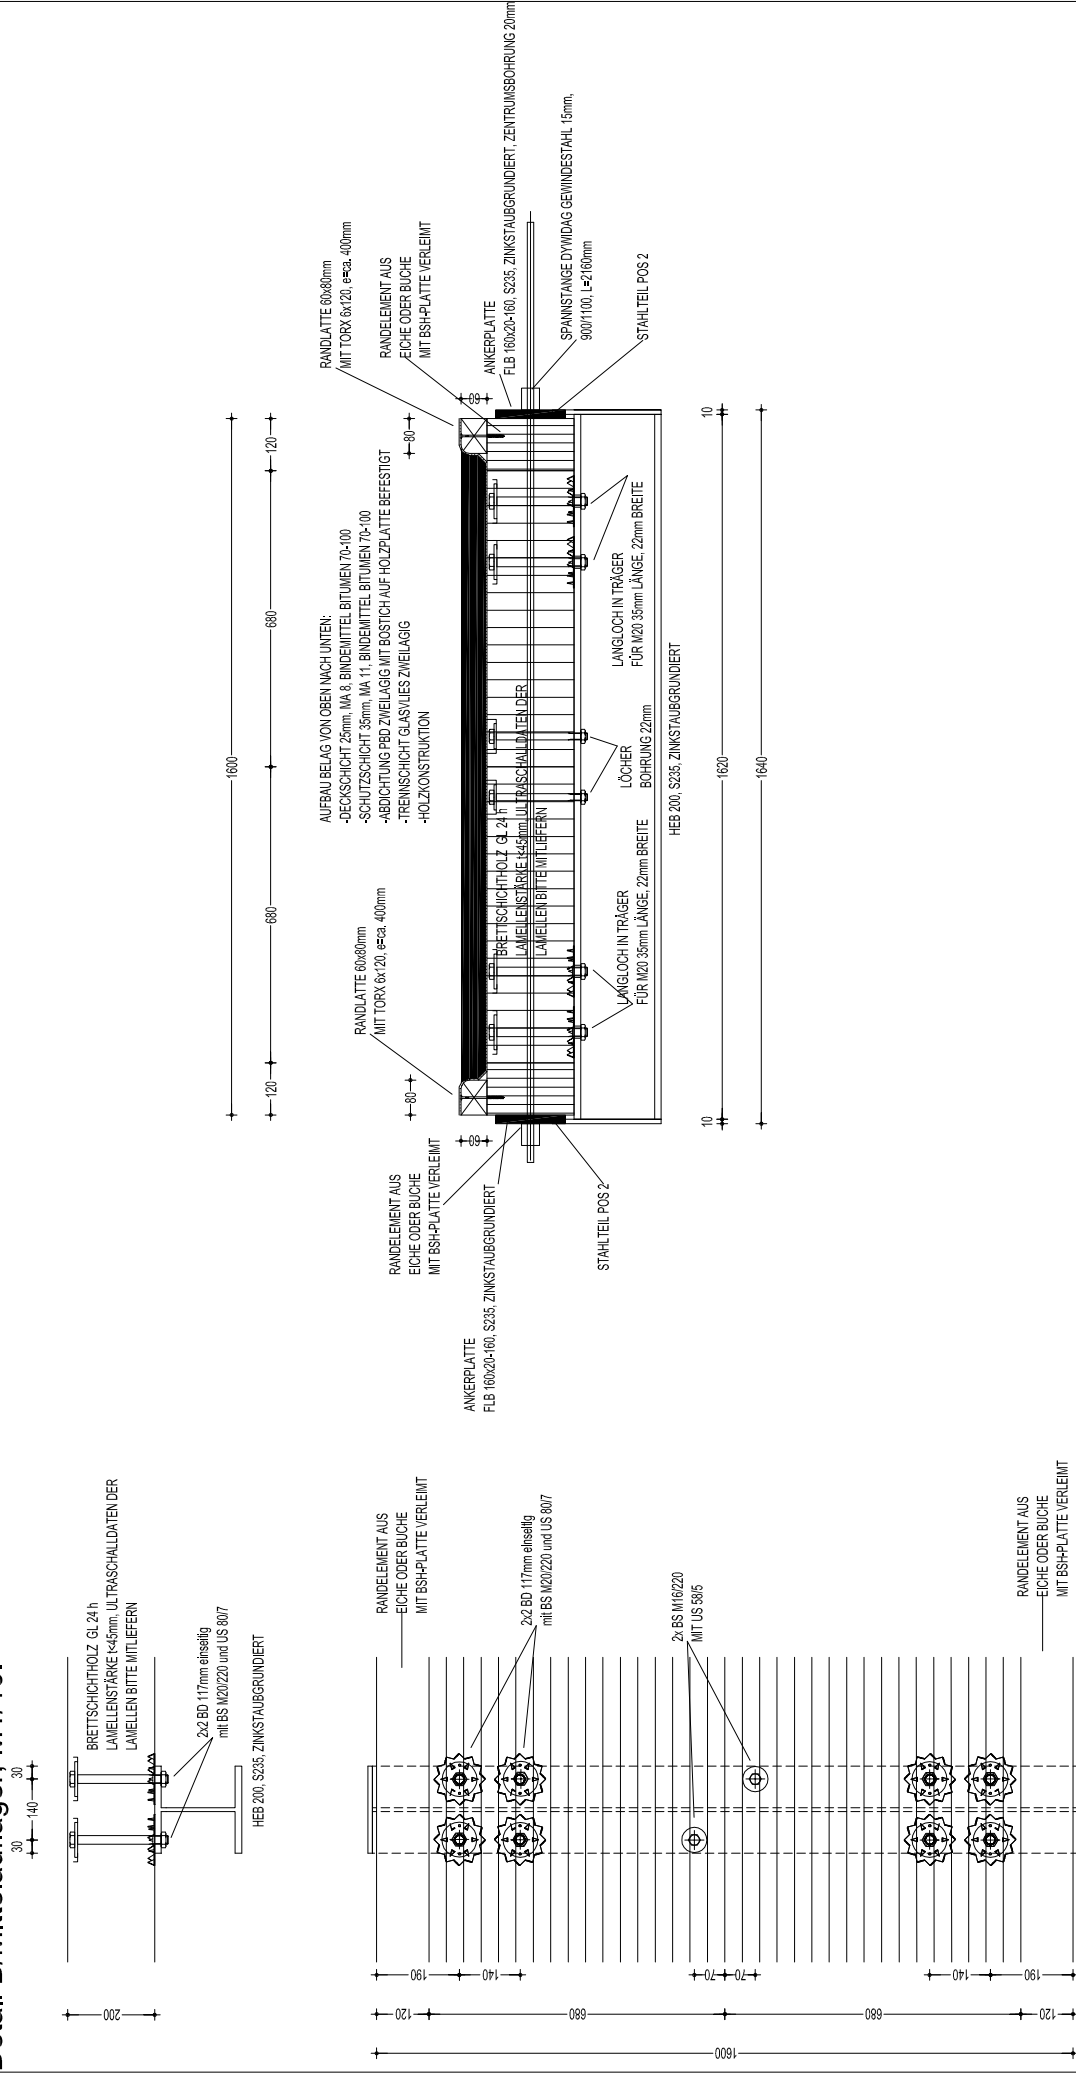 RANDLATTE 60x80mm
MIT TORX 6x120, e=ca. 400mm
RANDELEMENT AUS
EICHE ODER BUCHE
MIT BSH-PLATTE VERLEIMT
ANKERPLATTE
FLB 160x20-160, S235, ZINKSTAUBGRUNDIERT, ZENTRUMSBOHRUNG 20mm
SPANNSTANGE DYWIDAG GEWINDESTAHL 15mm,
900/1100, L=2160mm
STAHLTEIL POS 2
1600
120
680
680
120
80
60
AUFBAU BELAG VON OBEN NACH UNTEN:
-DECKSCHICHT 25mm, MA 8, BINDEMITTEL BITUMEN 70-100
-SCHUTZSCHICHT 35mm, MA 11, BINDEMITTEL BITUMEN 70-100
-ABDICHTUNG PBD ZWEILAGIG MIT BOSTICH AUF HOLZPLATTE BEFESTIGT
-TRENNSCHICHT GLASVLIES ZWEILAGIG
-HOLZKONSTRUKTION
RANDLATTE 60x80mm
MIT TORX 6x120, e=ca. 400mm
80
60
BRETTSCHICHTHOLZ GL 24 h
LAMELLENSTÄRKE t<45mm, ULTRASCHALLDATEN DER
LAMELLEN BITTE MITLIEFERN
LANGLOCH IN TRÄGER
FÜR M20 35mm LÄNGE, 22mm BREITE
LÖCHER
BOHRUNG 22mm
LANGLOCH IN TRÄGER
FÜR M20 35mm LÄNGE, 22mm BREITE
HEB 200, S235, ZINKSTAUBGRUNDIERT
10
1620
10
1640
RANDELEMENT AUS
EICHE ODER BUCHE
MIT BSH-PLATTE VERLEIMT
ANKERPLATTE
FLB 160x20-160, S235, ZINKSTAUBGRUNDIERT
STAHLTEIL POS 2
30
140
30
BRETTSCHICHTHOLZ GL 24 h
LAMELLENSTÄRKE t<45mm, ULTRASCHALLDATEN DER
LAMELLEN BITTE MITLIEFERN
2x2 BD 117mm einseitig
mit BS M20/220 und US 80/7
HEB 200, S235, ZINKSTAUBGRUNDIERT
200
RANDELEMENT AUS
EICHE ODER BUCHE
MIT BSH-PLATTE VERLEIMT
2x2 BD 117mm einseitig
mit BS M20/220 und US 80/7
2x BS M16/220
MIT US 58/5
RANDELEMENT AUS
EICHE ODER BUCHE
MIT BSH-PLATTE VERLEIMT
190
140
70
70
140
190
120
680
680
120
1600